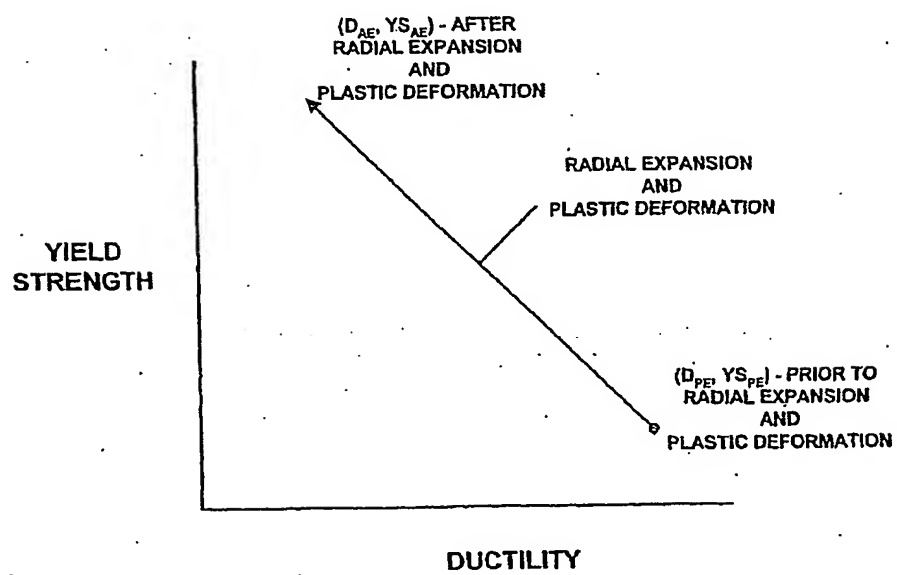 (D_AE, YS_AE) - AFTER
RADIAL EXPANSION
AND
PLASTIC DEFORMATION
RADIAL EXPANSION
AND
PLASTIC DEFORMATION
YIELD
STRENGTH
(D_PE, YS_PE) - PRIOR TO
RADIAL EXPANSION
AND
PLASTIC DEFORMATION
DUCTILITY